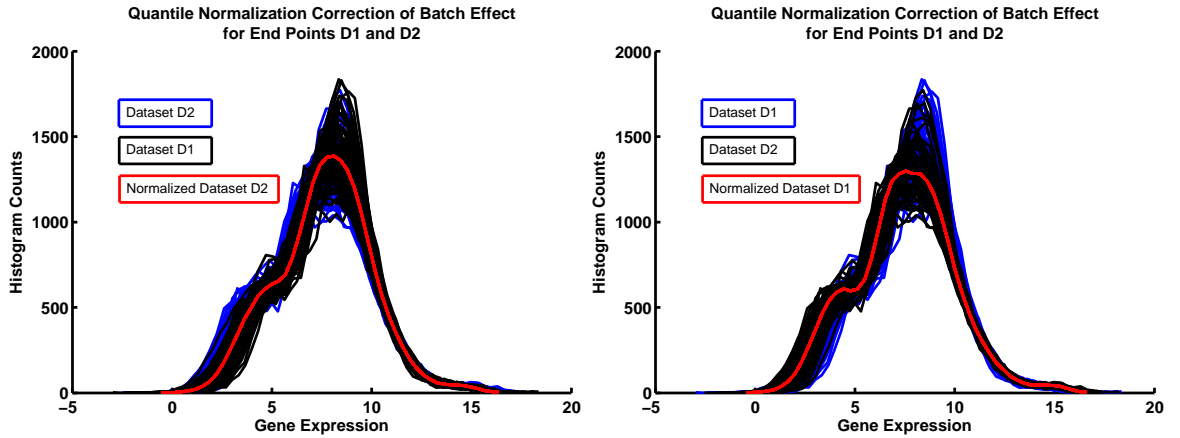 Quantile Normalization Correction of Batch Effect
for End Points D1 and D2
2000
1500
1000
500
0
Histogram Counts
Dataset D2
Dataset D1
Normalized Dataset D2
−5
0
5
10
15
20
Gene Expression
Quantile Normalization Correction of Batch Effect
for End Points D1 and D2
2000
1500
1000
500
0
Histogram Counts
Dataset D1
Dataset D2
Normalized Dataset D1
−5
0
5
10
15
20
Gene Expression